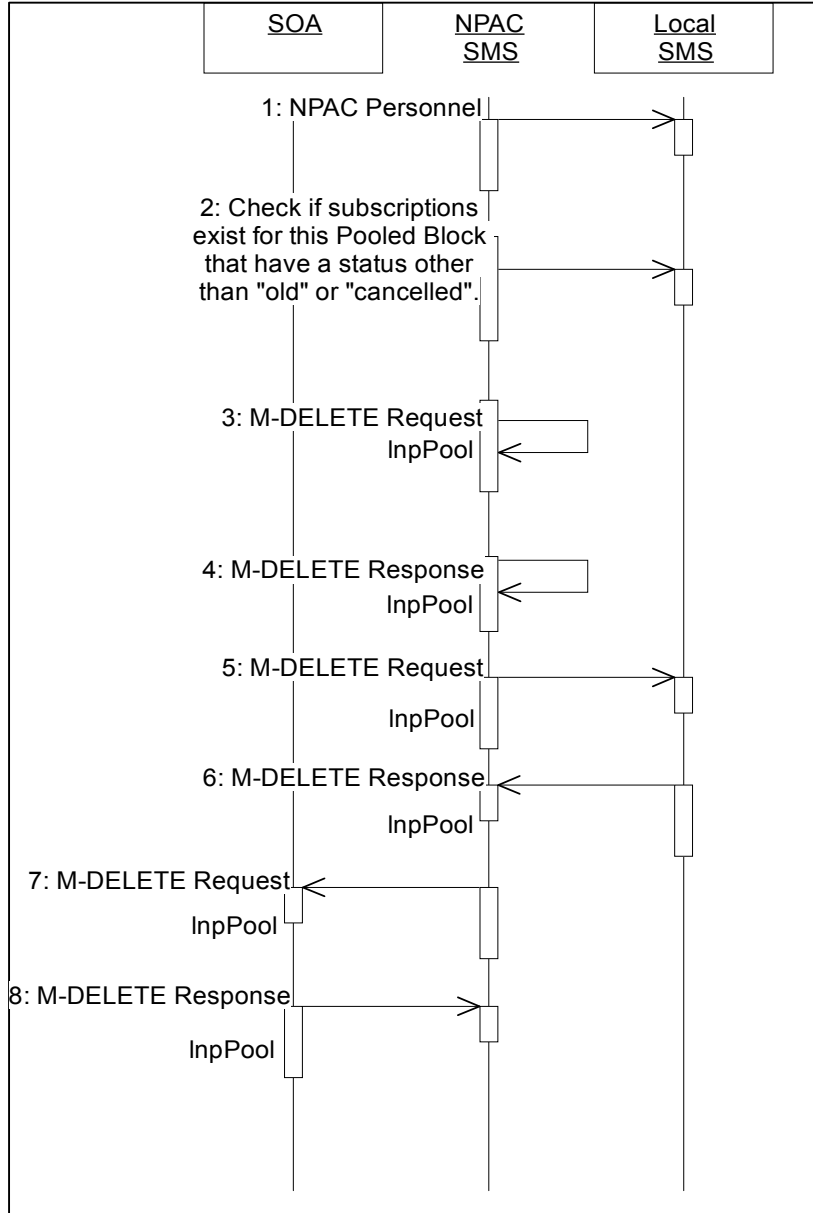 SOA
NPAC
SMS
Local
SMS
1: NPAC Personnel
2: Check if subscriptions
exist for this Pooled Block
that have a status other
than "old" or "cancelled".
3: M-DELETE Request
lnpPool
4: M-DELETE Response
lnpPool
5: M-DELETE Request
lnpPool
6: M-DELETE Response
lnpPool
7: M-DELETE Request
lnpPool
8: M-DELETE Response
lnpPool